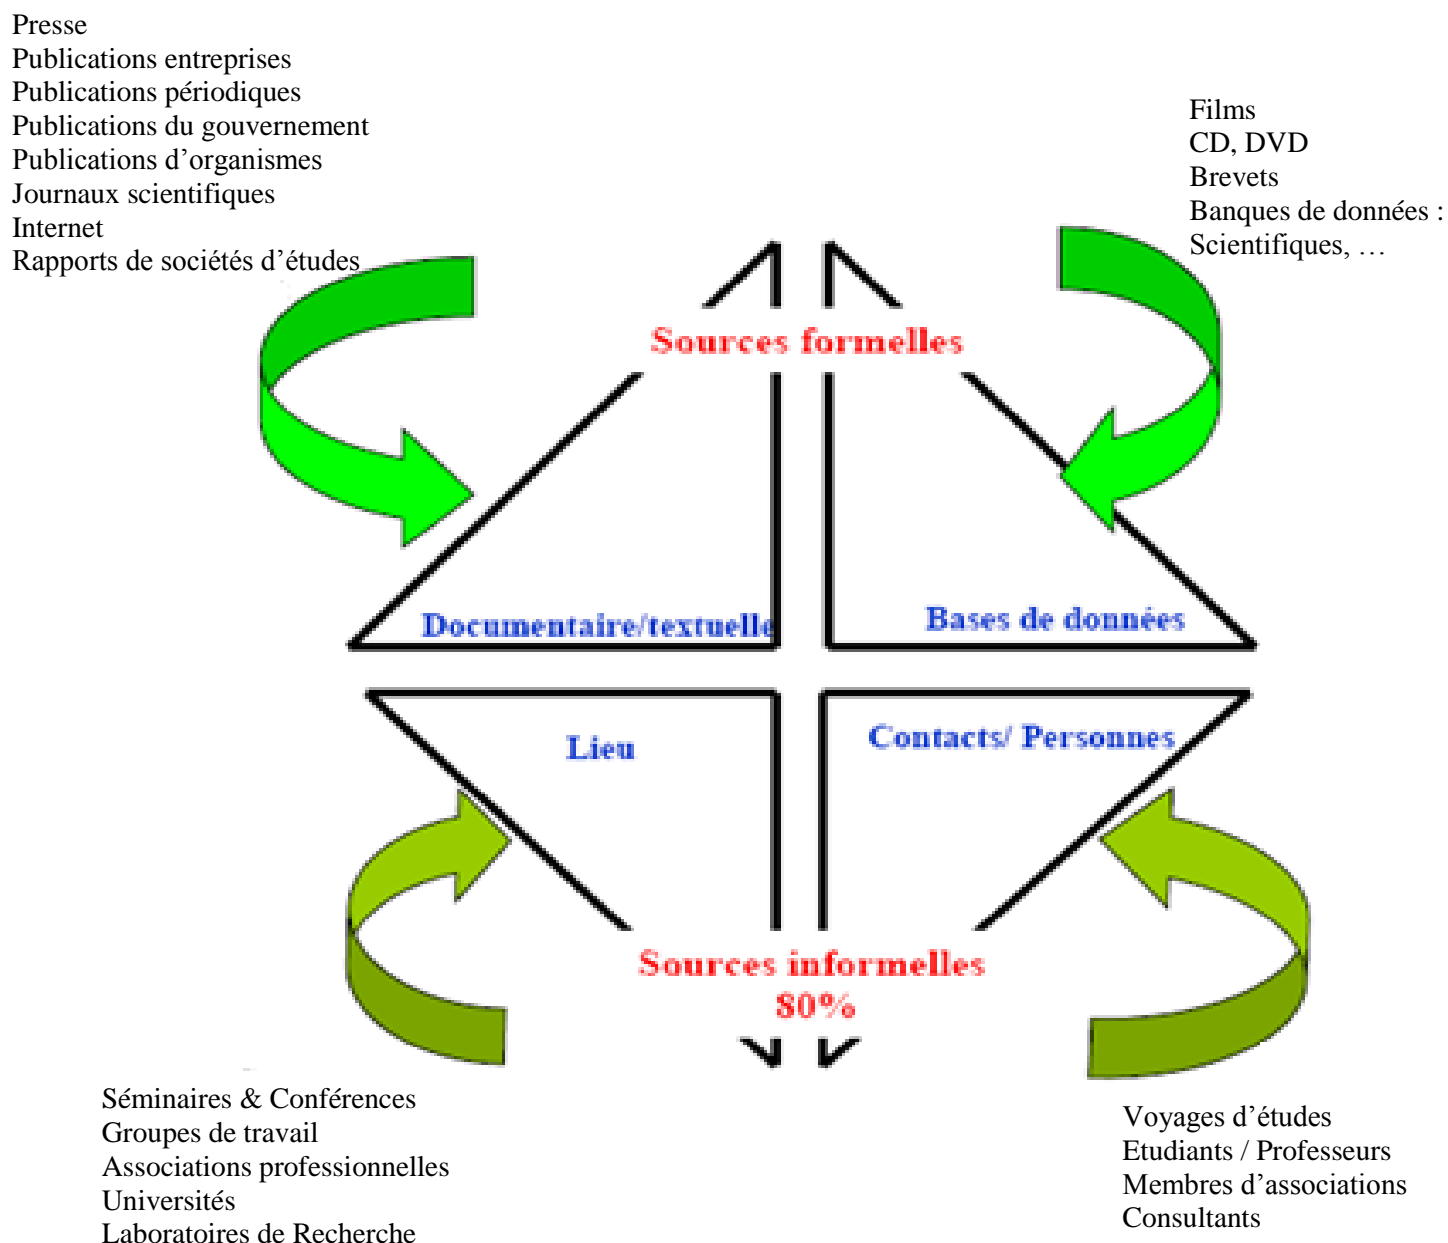 Presse
Publications entreprises
Publications périodiques
Publications du gouvernement
Publications d’organismes
Journaux scientifiques
Internet
Rapports de sociétés d’études
Films
CD, DVD
Brevets
Banques de données :
Scientifiques, …
Sources formelles
Documentaire/textuelle
Bases de données
Lieu
Contacts/ Personnes
Sources informelles
80%
Séminaires & Conférences
Groupes de travail
Associations professionnelles
Universités
Laboratoires de Recherche
Voyages d’études
Etudiants / Professeurs
Membres d’associations
Consultants